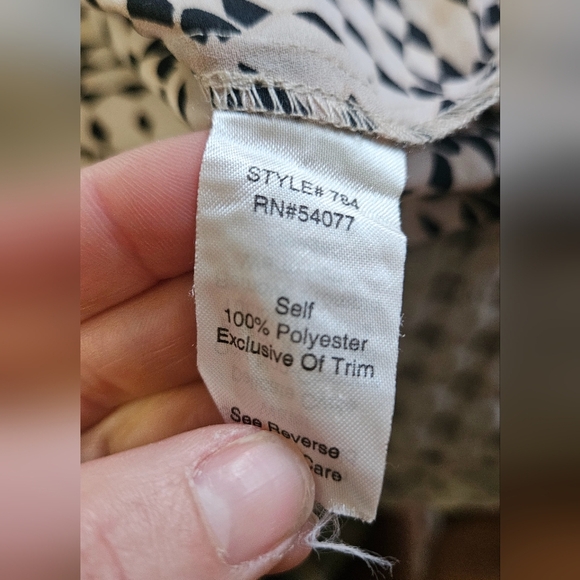 STYLE# 784
RN#54077
Self
100% Polyester
Exclusive Of Trim
See Reverse
Care